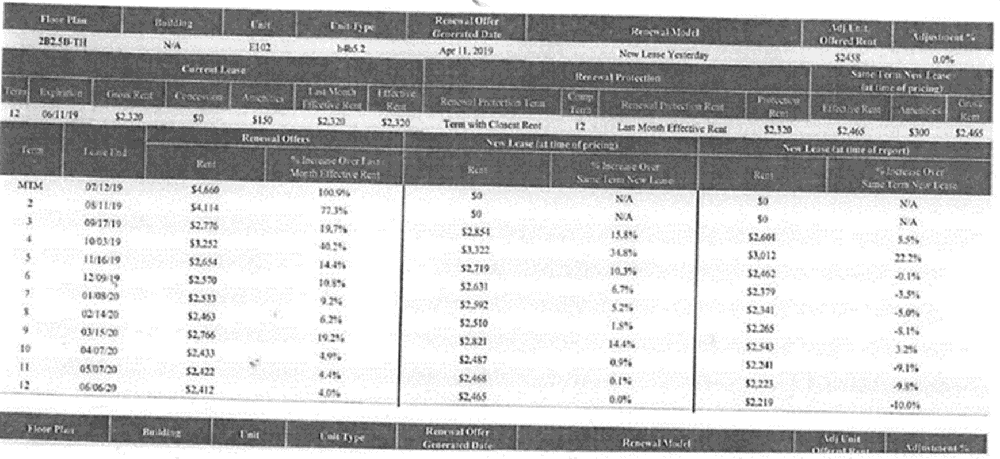 Floor Plan Building Unit Unit Type Renewal Offer Generated Date Renewal Model Adj Unit Offered Rent Adjustment %
2B2.5B-TH N/A E102 b4b5.2 Apr 11, 2019 New Lease Yesterday $2458 0.0%
Current Lease Renewal Protection Same Term New Lease (at time of pricing)
Term Expiration Gross Rent Concession Amenities Last Month Effective Rent Effective Rent Renewal Protection Term Comp Term Renewal Protection Rent Protection Rent Effective Rent Amenities Gross Rent
12 06/11/19 $2,320 $0 $150 $2,320 $2,320 Term with Closest Rent 12 Last Month Effective Rent $2,320 $2,465 $300 $2,465
Term Lease End Renewal Offers New Lease (at time of pricing) New Lease (at time of report)
Rent % Increase Over Last Month Effective Rent Rent % Increase Over Same Term New Lease Rent % Increase Over Same Term New Lease
MTM 07/12/19 $4,660 100.9% $0 N/A $0 N/A
2 08/11/19 $4,114 77.3% $0 N/A $0 N/A
3 09/17/19 $2,776 19.7% $2,854 15.8% $2,601 5.5%
4 10/03/19 $3,252 40.2% $3,322 34.8% $3,012 22.2%
5 11/16/19 $2,654 14.4% $2,719 10.3% $2,462 -0.1%
6 12/09/19 $2,570 10.8% $2,631 6.7% $2,379 -3.5%
7 01/08/20 $2,533 9.2% $2,592 5.2% $2,341 -5.0%
8 02/14/20 $2,463 6.2% $2,510 1.8% $2,265 -8.1%
9 03/15/20 $2,766 19.2% $2,821 14.4% $2,543 3.2%
10 04/07/20 $2,433 4.9% $2,487 0.9% $2,241 -9.1%
11 05/07/20 $2,422 4.4% $2,468 0.1% $2,223 -9.8%
12 06/06/20 $2,412 4.0% $2,465 0.0% $2,219 -10.0%
Floor Plan Building Unit Unit Type Renewal Offer Generated Date Renewal Model Adj Unit Offered Rent Adjustment %